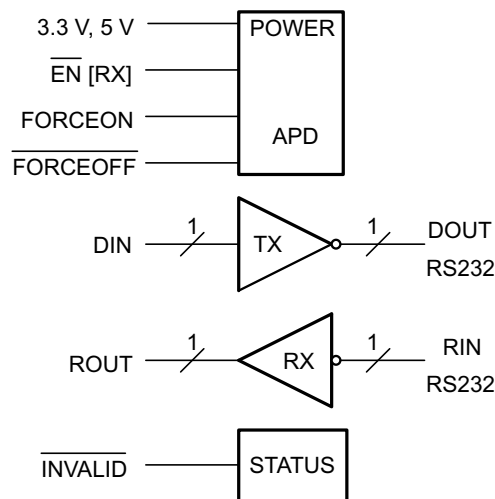 3.3 V, 5 V
POWER
EN [RX]
FORCEON
APD
FORCEOFF
DIN
1
TX
1
DOUT
RS232
ROUT
1
RX
1
RIN
RS232
INVALID
STATUS